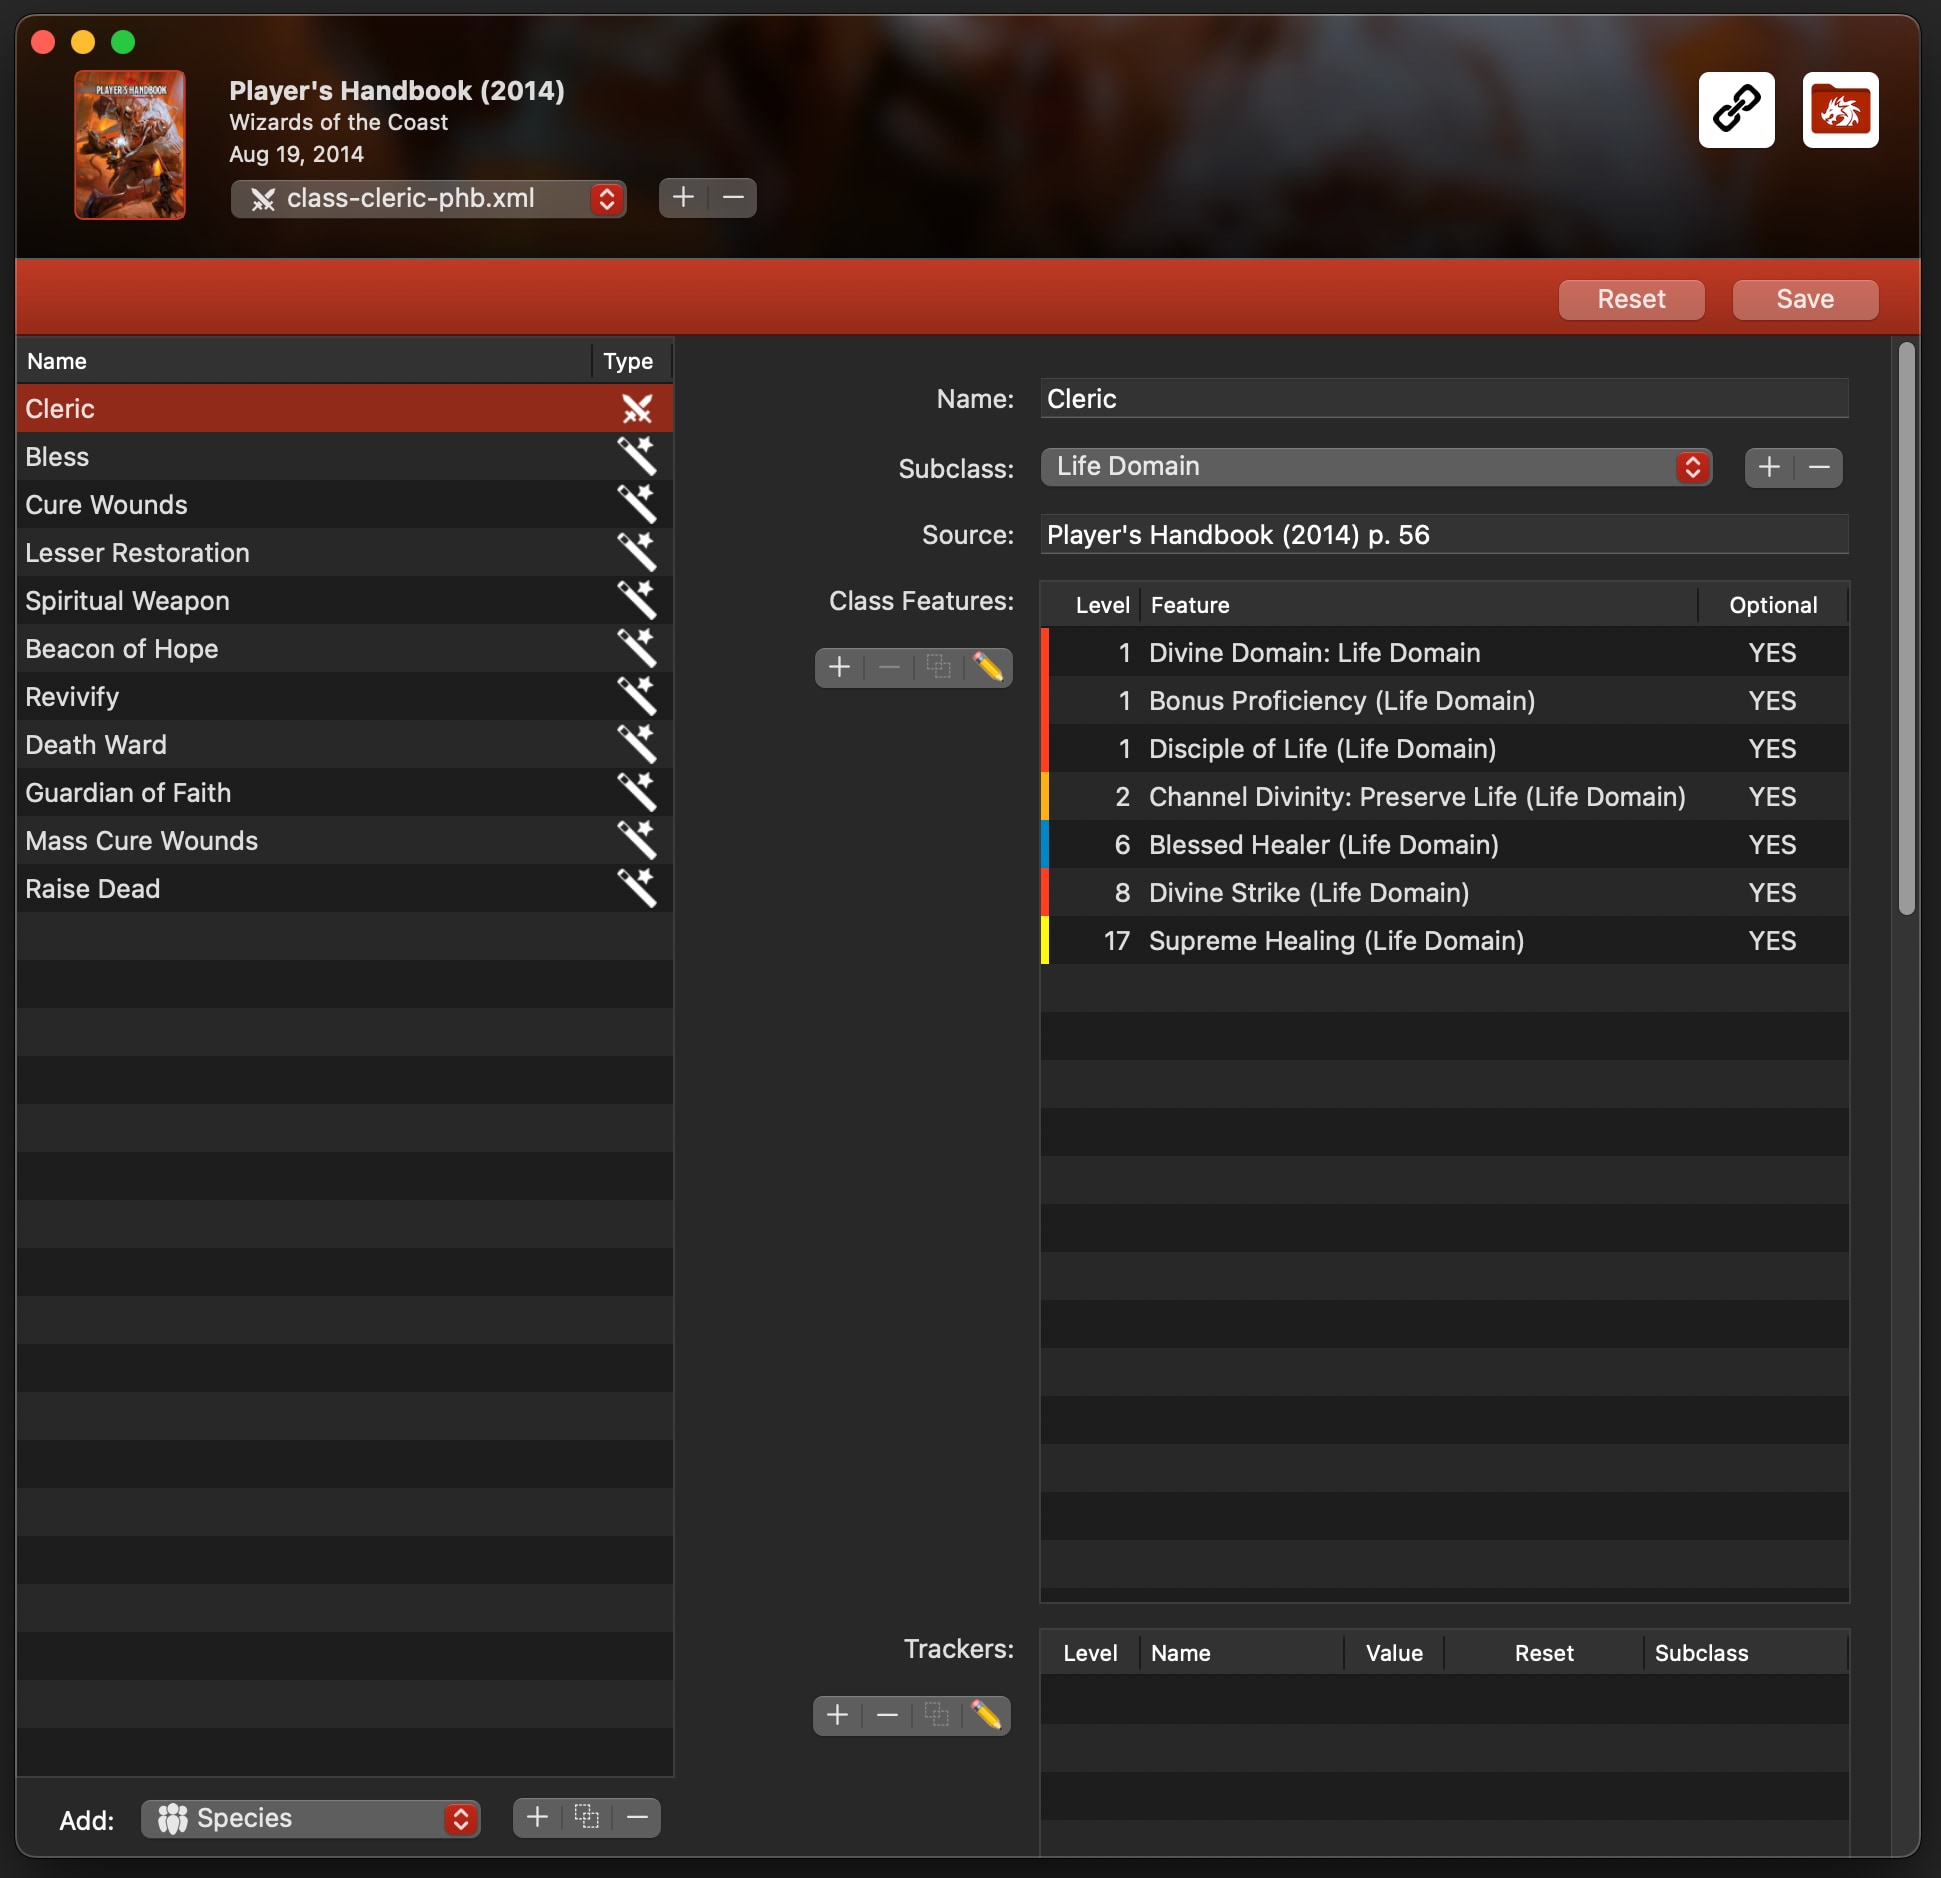 PLAYER'S HANDBOOK
Player's Handbook (2014)
Wizards of the Coast
Aug 19, 2014
class-cleric-phb.xml
Reset
Save
Name Type
Cleric
Bless
Cure Wounds
Lesser Restoration
Spiritual Weapon
Beacon of Hope
Revivify
Death Ward
Guardian of Faith
Mass Cure Wounds
Raise Dead
Add: Species
Name: Cleric
Subclass: Life Domain
Source: Player's Handbook (2014) p. 56
Class Features:
Level Feature Optional
1 Divine Domain: Life Domain YES
1 Bonus Proficiency (Life Domain) YES
1 Disciple of Life (Life Domain) YES
2 Channel Divinity: Preserve Life (Life Domain) YES
6 Blessed Healer (Life Domain) YES
8 Divine Strike (Life Domain) YES
17 Supreme Healing (Life Domain) YES
Trackers:
Level Name Value Reset Subclass